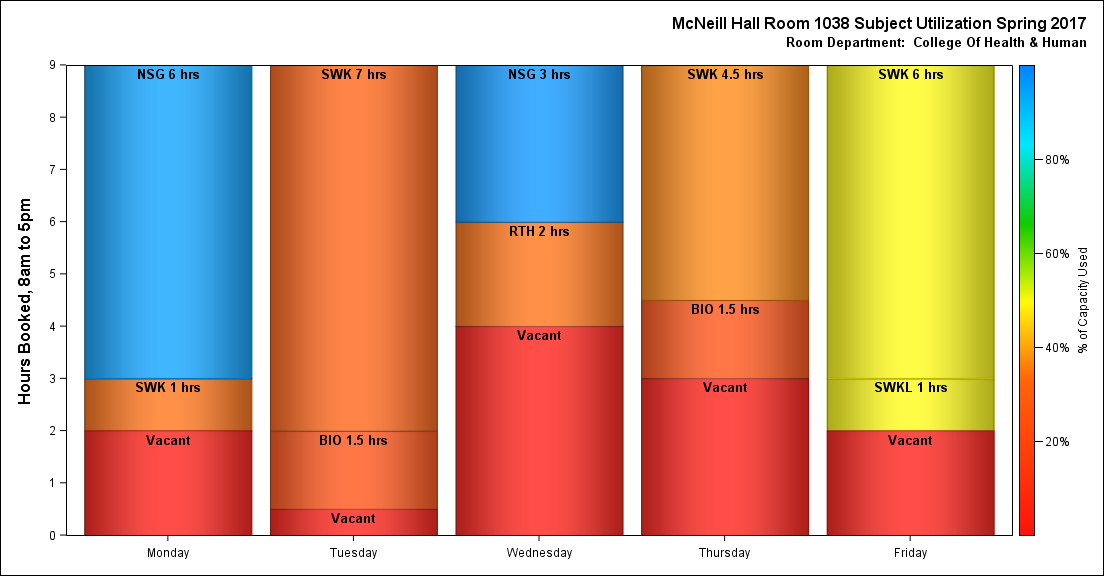 McNeill Hall Room 1038 Subject Utilization Spring 2017
Room Department:  College Of Health & Human
Hours Booked, 8am to 5pm
9
8
7
6
5
4
3
2
1
0
NSG 6 hrs
SWK 1 hrs
Vacant
SWK 7 hrs
BIO 1.5 hrs
Vacant
NSG 3 hrs
RTH 2 hrs
Vacant
SWK 4.5 hrs
BIO 1.5 hrs
Vacant
SWK 6 hrs
SWKL 1 hrs
Vacant
Monday
Tuesday
Wednesday
Thursday
Friday
80%
60%
40%
20%
% of Capacity Used